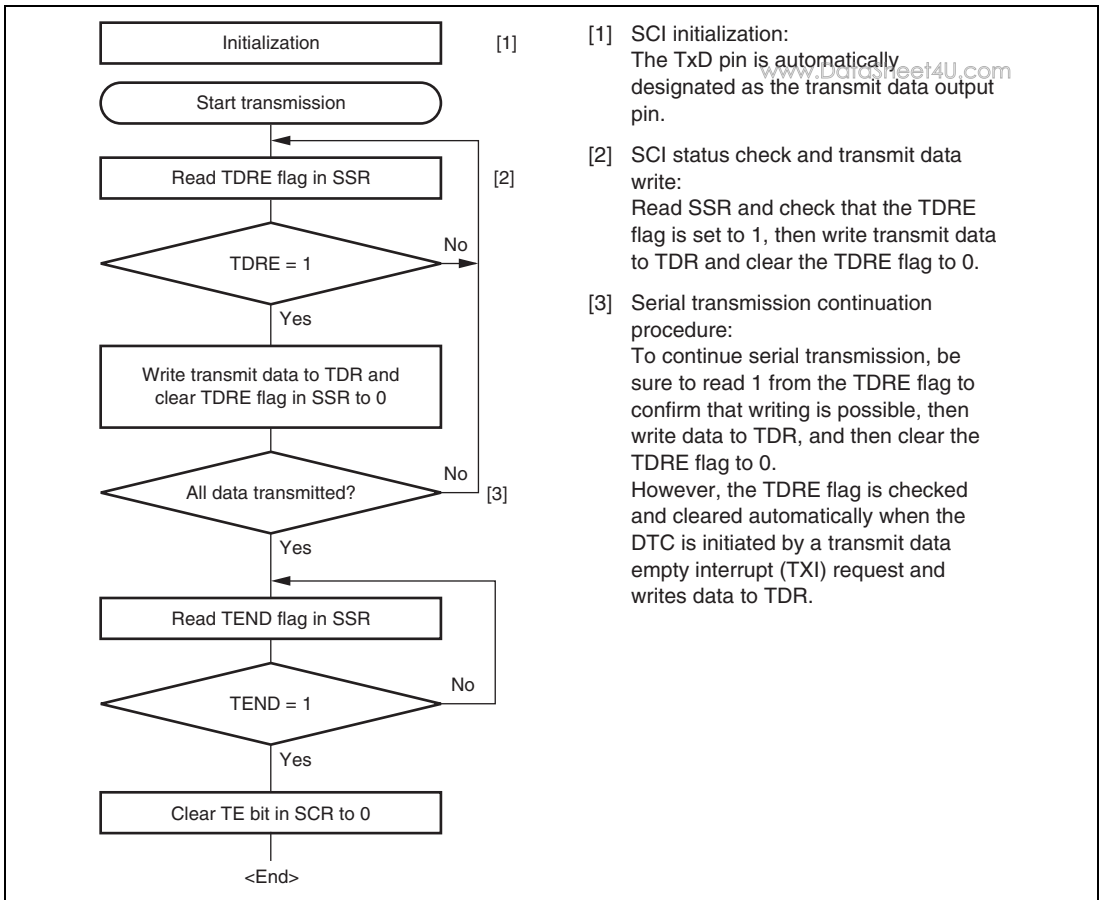 Initialization
[1]
Start transmission
Read TDRE flag in SSR
[2]
TDRE = 1
No
Yes
Write transmit data to TDR and
clear TDRE flag in SSR to 0
All data transmitted?
No
[3]
Yes
Read TEND flag in SSR
TEND = 1
No
Yes
Clear TE bit in SCR to 0
<End>
[1] SCI initialization:
The TxD pin is automatically
www.DataSheet4U.com
designated as the transmit data output
pin.
[2] SCI status check and transmit data
write:
Read SSR and check that the TDRE
flag is set to 1, then write transmit data
to TDR and clear the TDRE flag to 0.
[3] Serial transmission continuation
procedure:
To continue serial transmission, be
sure to read 1 from the TDRE flag to
confirm that writing is possible, then
write data to TDR, and then clear the
TDRE flag to 0.
However, the TDRE flag is checked
and cleared automatically when the
DTC is initiated by a transmit data
empty interrupt (TXI) request and
writes data to TDR.